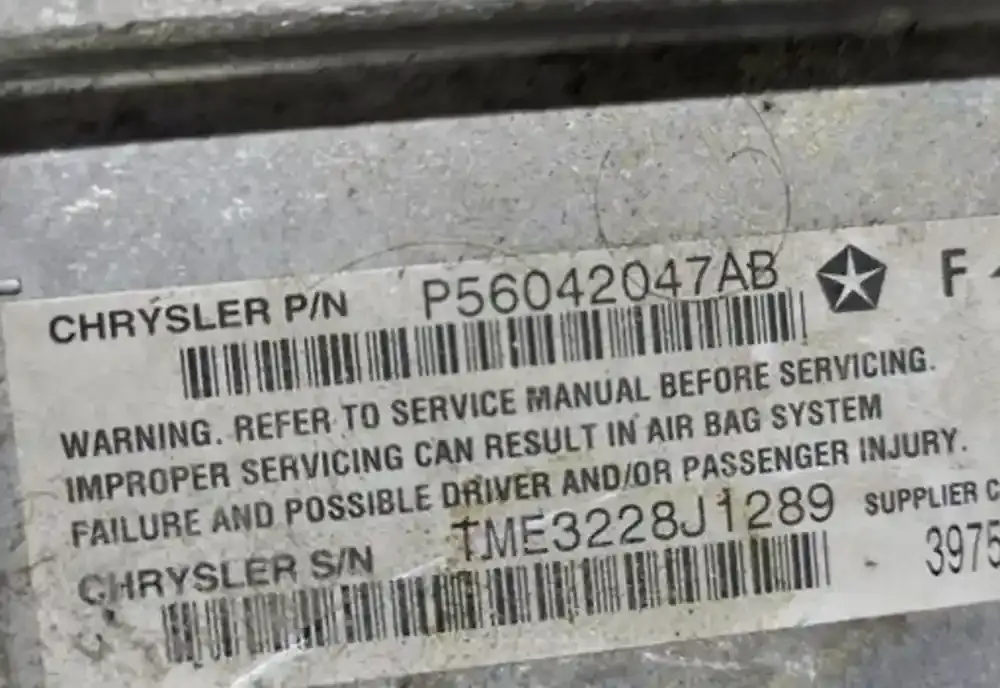 CHRYSLER P/N P56042047AB F
WARNING. REFER TO SERVICE MANUAL BEFORE SERVICING.
IMPROPER SERVICING CAN RESULT IN AIR BAG SYSTEM
FAILURE AND POSSIBLE DRIVER AND/OR PASSENGER INJURY.
CHRYSLER S/N TME3228J1289 SUPPLIER C
3975